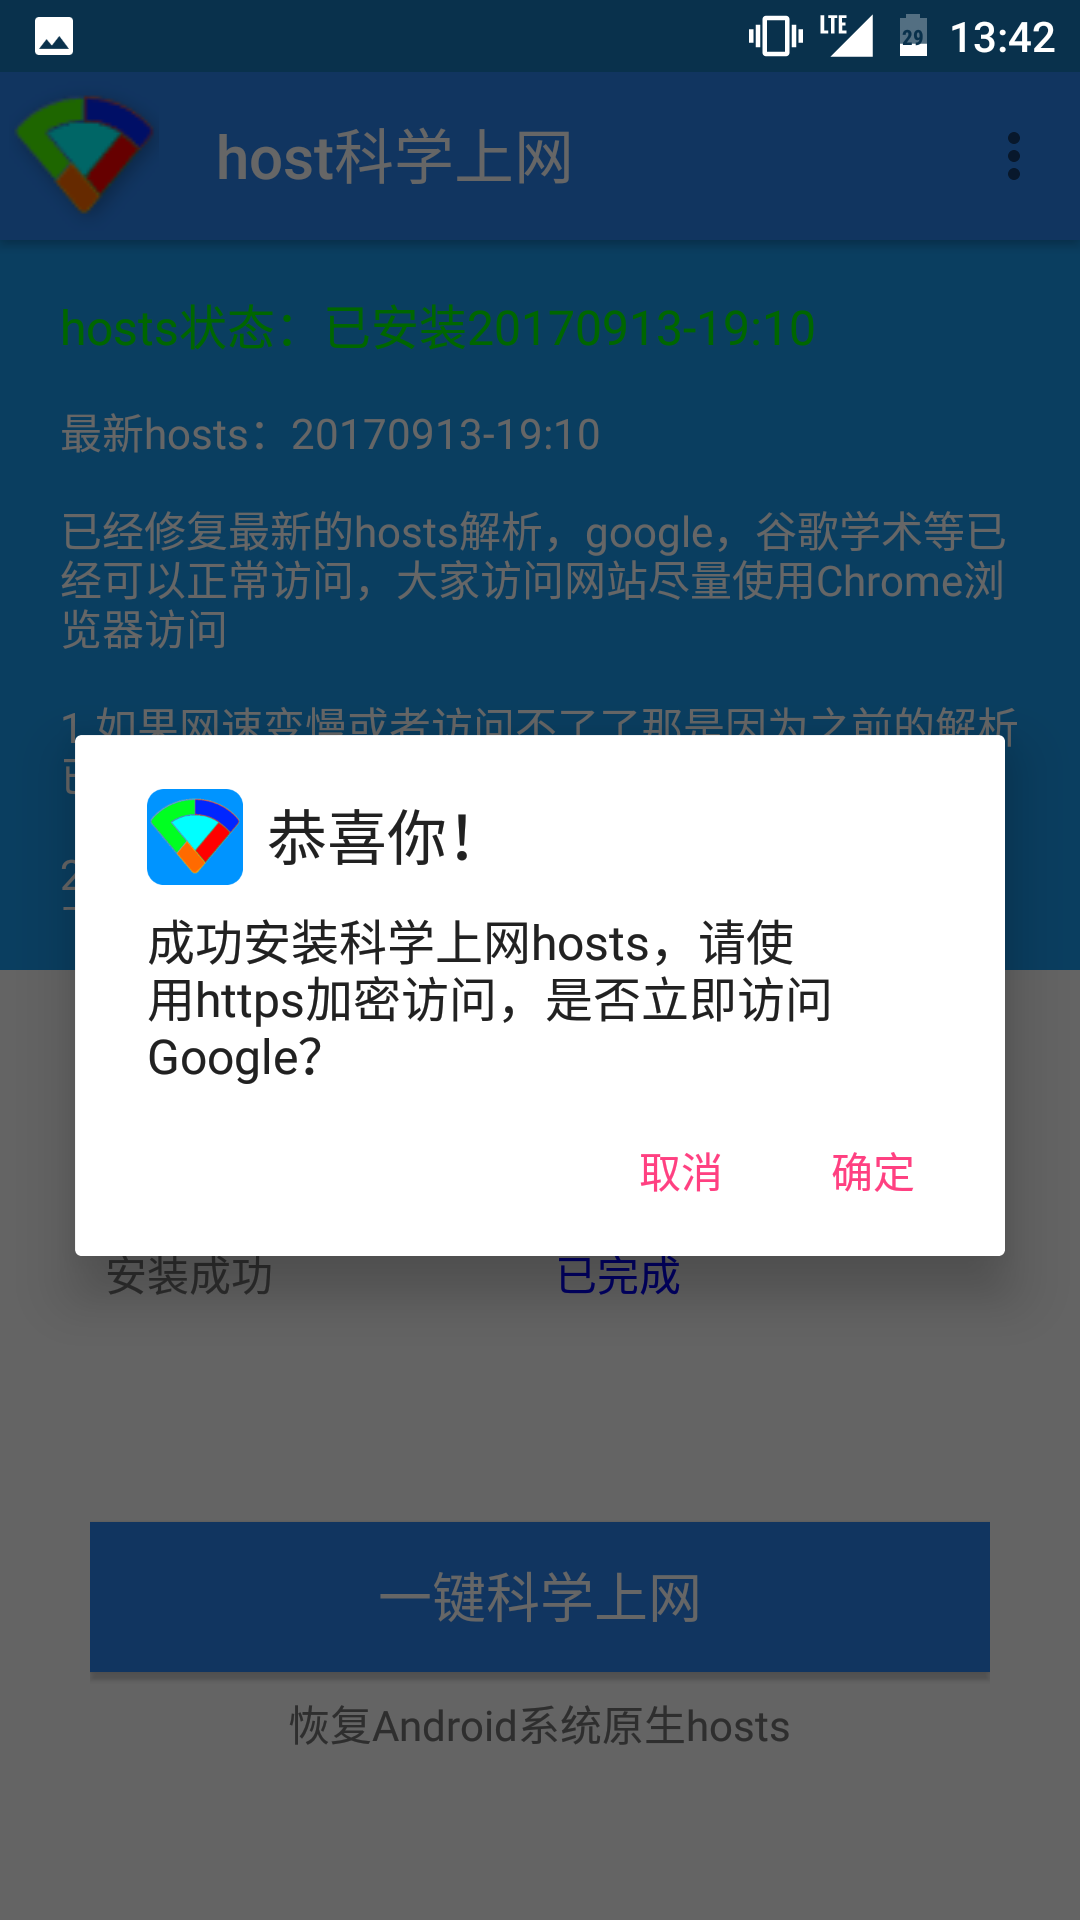 LTE
29
13:42
host科学上网
hosts状态：已安装20170913-19:10
最新hosts：20170913-19:10
已经修复最新的hosts解析，google，谷歌学术等已
经可以正常访问，大家访问网站尽量使用Chrome浏
览器访问
1.如果网速变慢或者访问不了了那是因为之前的解析
恭喜你！
成功安装科学上网hosts，请使
用https加密访问，是否立即访问
Google？
取消
确定
安装成功
已完成
一键科学上网
恢复Android系统原生hosts